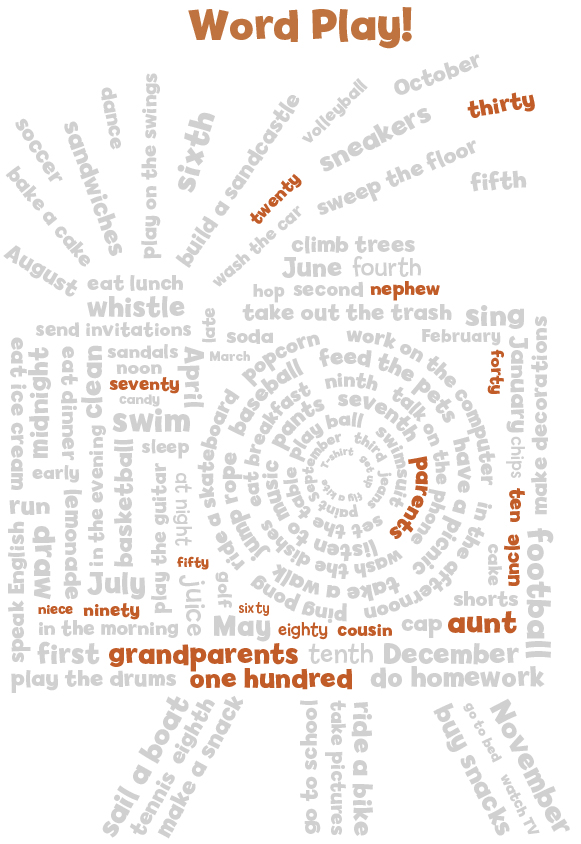 Word Play!
October
thirty
volleyball
dance
play on the swings
sixth
build a sandcastle
sneakers
soccer
sandwiches
twenty
sweep the floor
fifth
bake a cake
wash the car
climb trees
August
eat lunch
June
fourth
hop
second
nephew
whistle
take out the trash
sing
send invitations
late
soda
February
January
make decorations
eat ice cream
midnight
eat dinner
clean
sandals
noon
seventy
candy
April
March
popcorn
work on the computer
forty
swim
sleep
early
in the evening
basketball
play the guitar
at night
ride a skateboard
baseball
feed the pets
have a picnic
chips
jump rope
eat breakfast
pants
ninth
seventh
talk on the phone
play ball
swimsuit
parents
September
third
jeans
T-shirt
get up
fly a kite
paint
set the table
listen to music
wash the dishes
take a walk
ping pong
in the afternoon
ten
uncle
run
draw
lemonade
speak English
July
fifty
juice
golf
cake
football
niece
ninety
sixty
shorts
in the morning
May
eighty
cousin
cap
aunt
first
grandparents
tenth
December
play the drums
one hundred
do homework
sail a boat
tennis
eighth
make a snack
go to school
take pictures
ride a bike
buy snacks
go to bed
watch TV
November